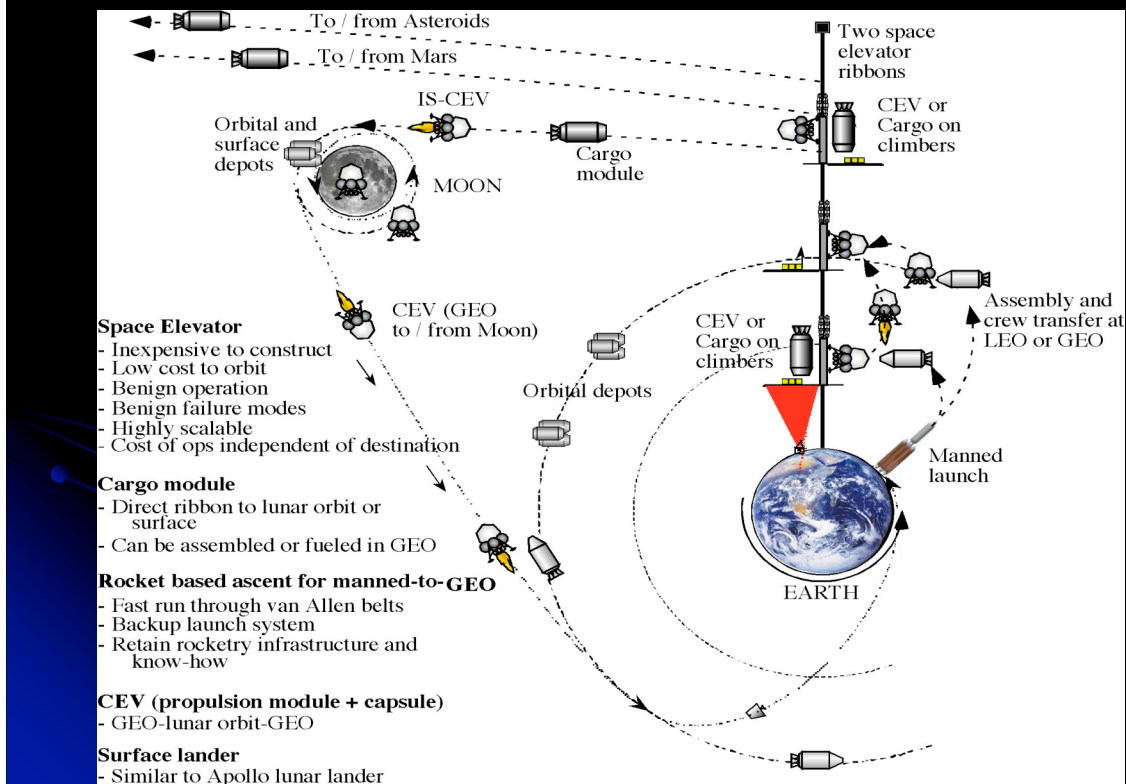 To / from Asteroids
To / from Mars
Two space
elevator
ribbons
IS-CEV
CEV or
Cargo on
climbers
Orbital and
surface
depots
Cargo
module
MOON
CEV (GEO
to / from Moon)
Assembly and
crew transfer at
LEO or GEO
CEV or
Cargo on
climbers
Orbital depots
Manned
launch
EARTH
Space Elevator
- Inexpensive to construct
- Low cost to orbit
- Benign operation
- Benign failure modes
- Highly scalable
- Cost of ops independent of destination
Cargo module
- Direct ribbon to lunar orbit or
surface
- Can be assembled or fueled in GEO
Rocket based ascent for manned-to-GEO
- Fast run through van Allen belts
- Backup launch system
- Retain rocketry infrastructure and
know-how
CEV (propulsion module + capsule)
- GEO-lunar orbit-GEO
Surface lander
- Similar to Apollo lunar lander